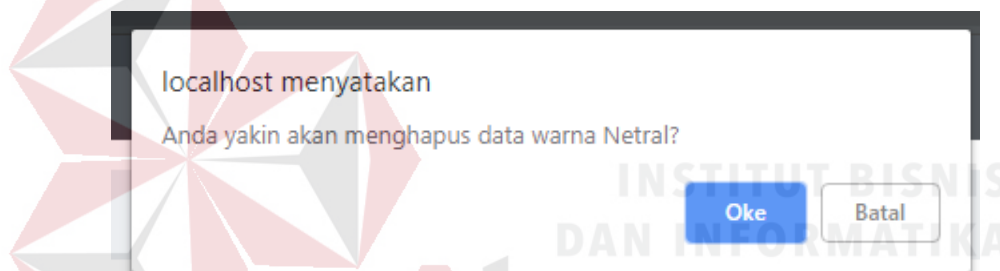 localhost menyatakan
Anda yakin akan menghapus data warna Netral?
INSTITUT BISNIS
Oke
Batal
DAN INFORMATIKA